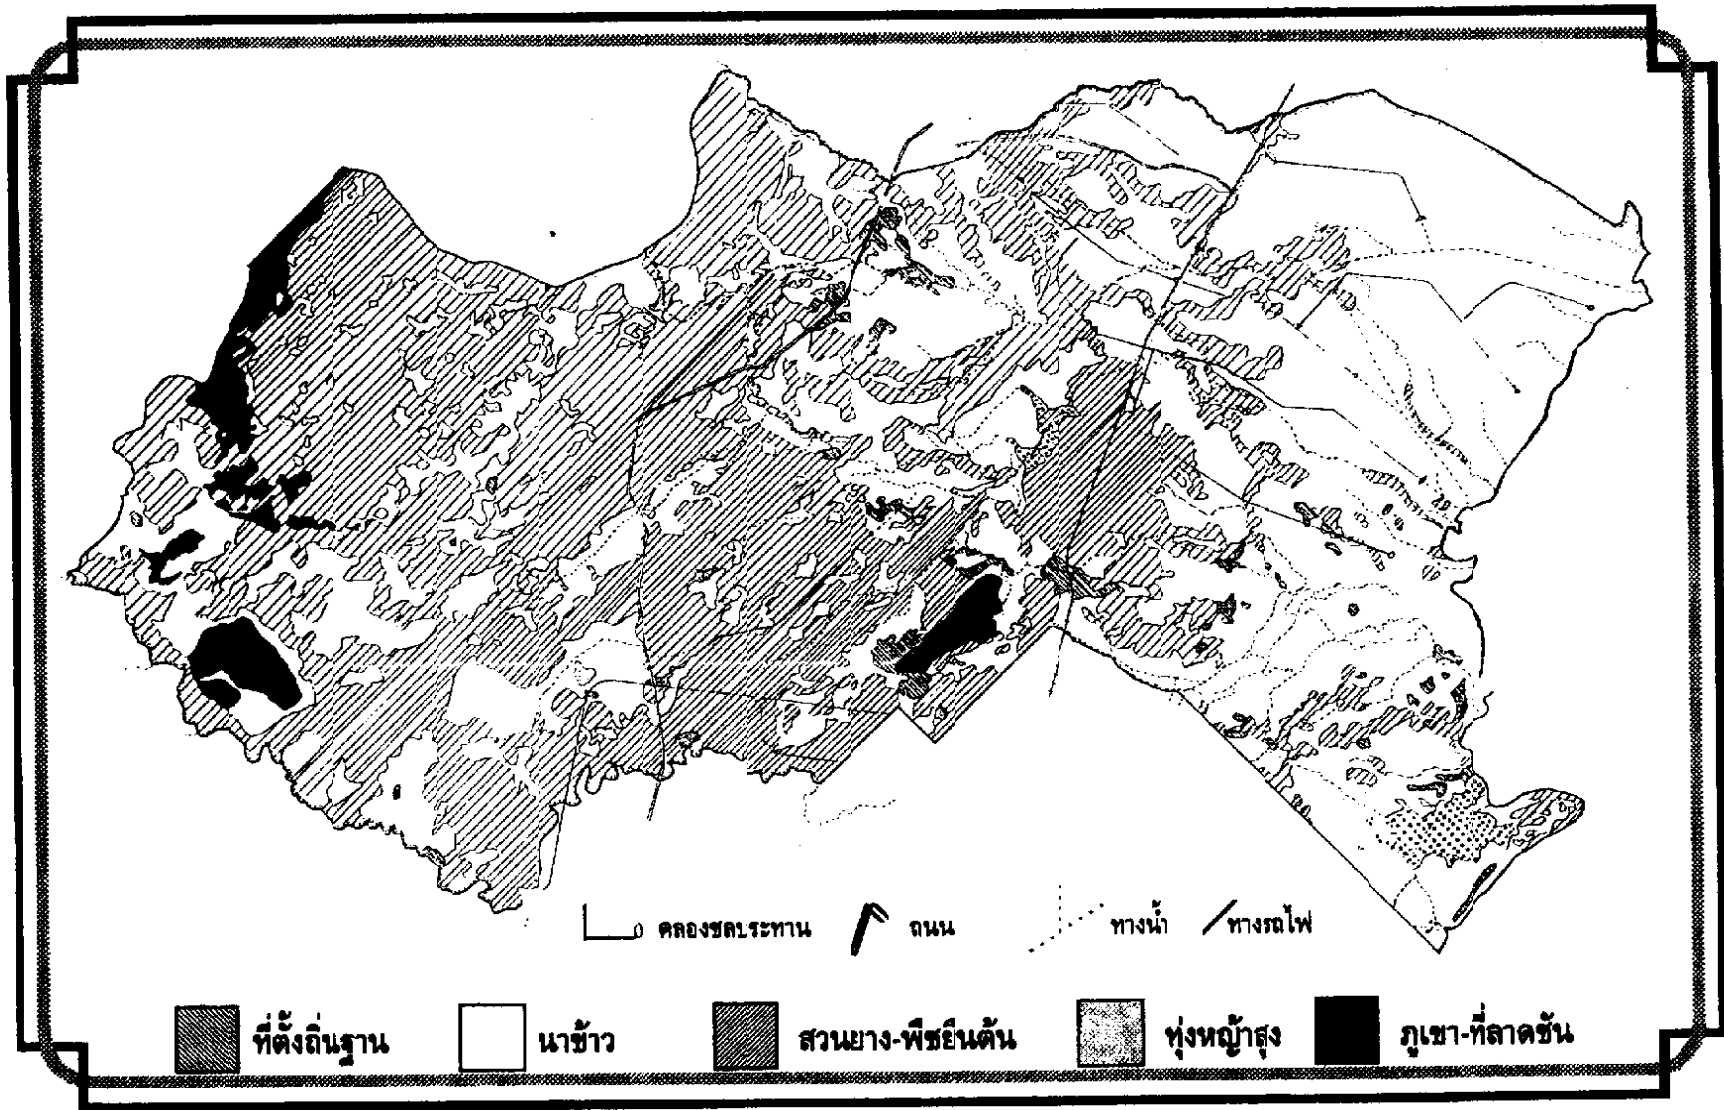 คลองชลประทาน ถนน ทางน้ำ ทางรถไฟ
ที่ตั้งถิ่นฐาน นาข้าว สวนยาง-พืชยืนต้น ทุ่งหญ้าสูง ภูเขา-ที่ลาดชัน